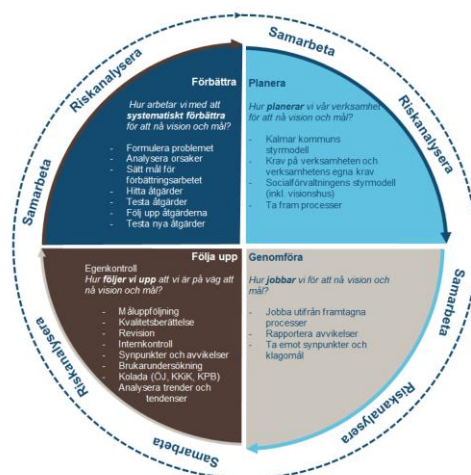 Samarbeta
Riskanalysera
Samarbeta
Riskanalysera
Samarbeta
Riskanalysera
Samarbeta
Riskanalysera
Förbättra
Hur arbetar vi med att
systematiskt förbättra
för att nå vision och mål?
- Formulera problemet
- Analysera orsaker
- Sätt mål för
förbättringsarbetet
- Hitta åtgärder
- Testa åtgärder
- Följ upp åtgärderna
- Testa nya åtgärder
Planera
Hur planerar vi vår verksamhet
för att nå vision och mål?
- Kalmar kommuns
styrmodell
- Krav på verksamheten och
verksamhetens egna krav
- Socialförvaltningens styrmodell
(inkl. visionshus)
- Ta fram processer
Följa upp
Egenkontroll
Hur följer vi upp att vi är på väg att
nå vision och mål?
- Måluppföljning
- Kvalitetsberättelse
- Revision
- Internkontroll
- Synpunkter och avvikelser
- Brukarundersökning
- Kolada (ÖJ, KKiK, KPB)
- Analysera trender och
tendenser
Genomföra
Hur jobbar vi för att nå vision och
mål?
- Jobba utifrån framtagna
processer
- Rapportera avvikelser
- Ta emot synpunkter och
klagomål